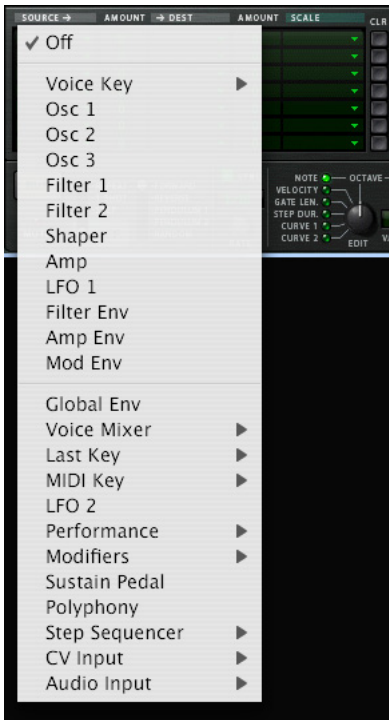 SOURCE → AMOUNT → DEST AMOUNT SCALE CLR
✓ Off
Voice Key ▶
Osc 1
Osc 2
Osc 3
Filter 1
Filter 2
Shaper
Amp
LFO 1
Filter Env
Amp Env
Mod Env
Global Env
Voice Mixer ▶
Last Key ▶
MIDI Key ▶
LFO 2
Performance ▶
Modifiers ▶
Sustain Pedal
Polyphony
Step Sequencer ▶
CV Input ▶
Audio Input ▶
NOTE OCTAVE
VELOCITY
GATE LEN.
STEP DUR.
CURVE 1
CURVE 2
EDIT